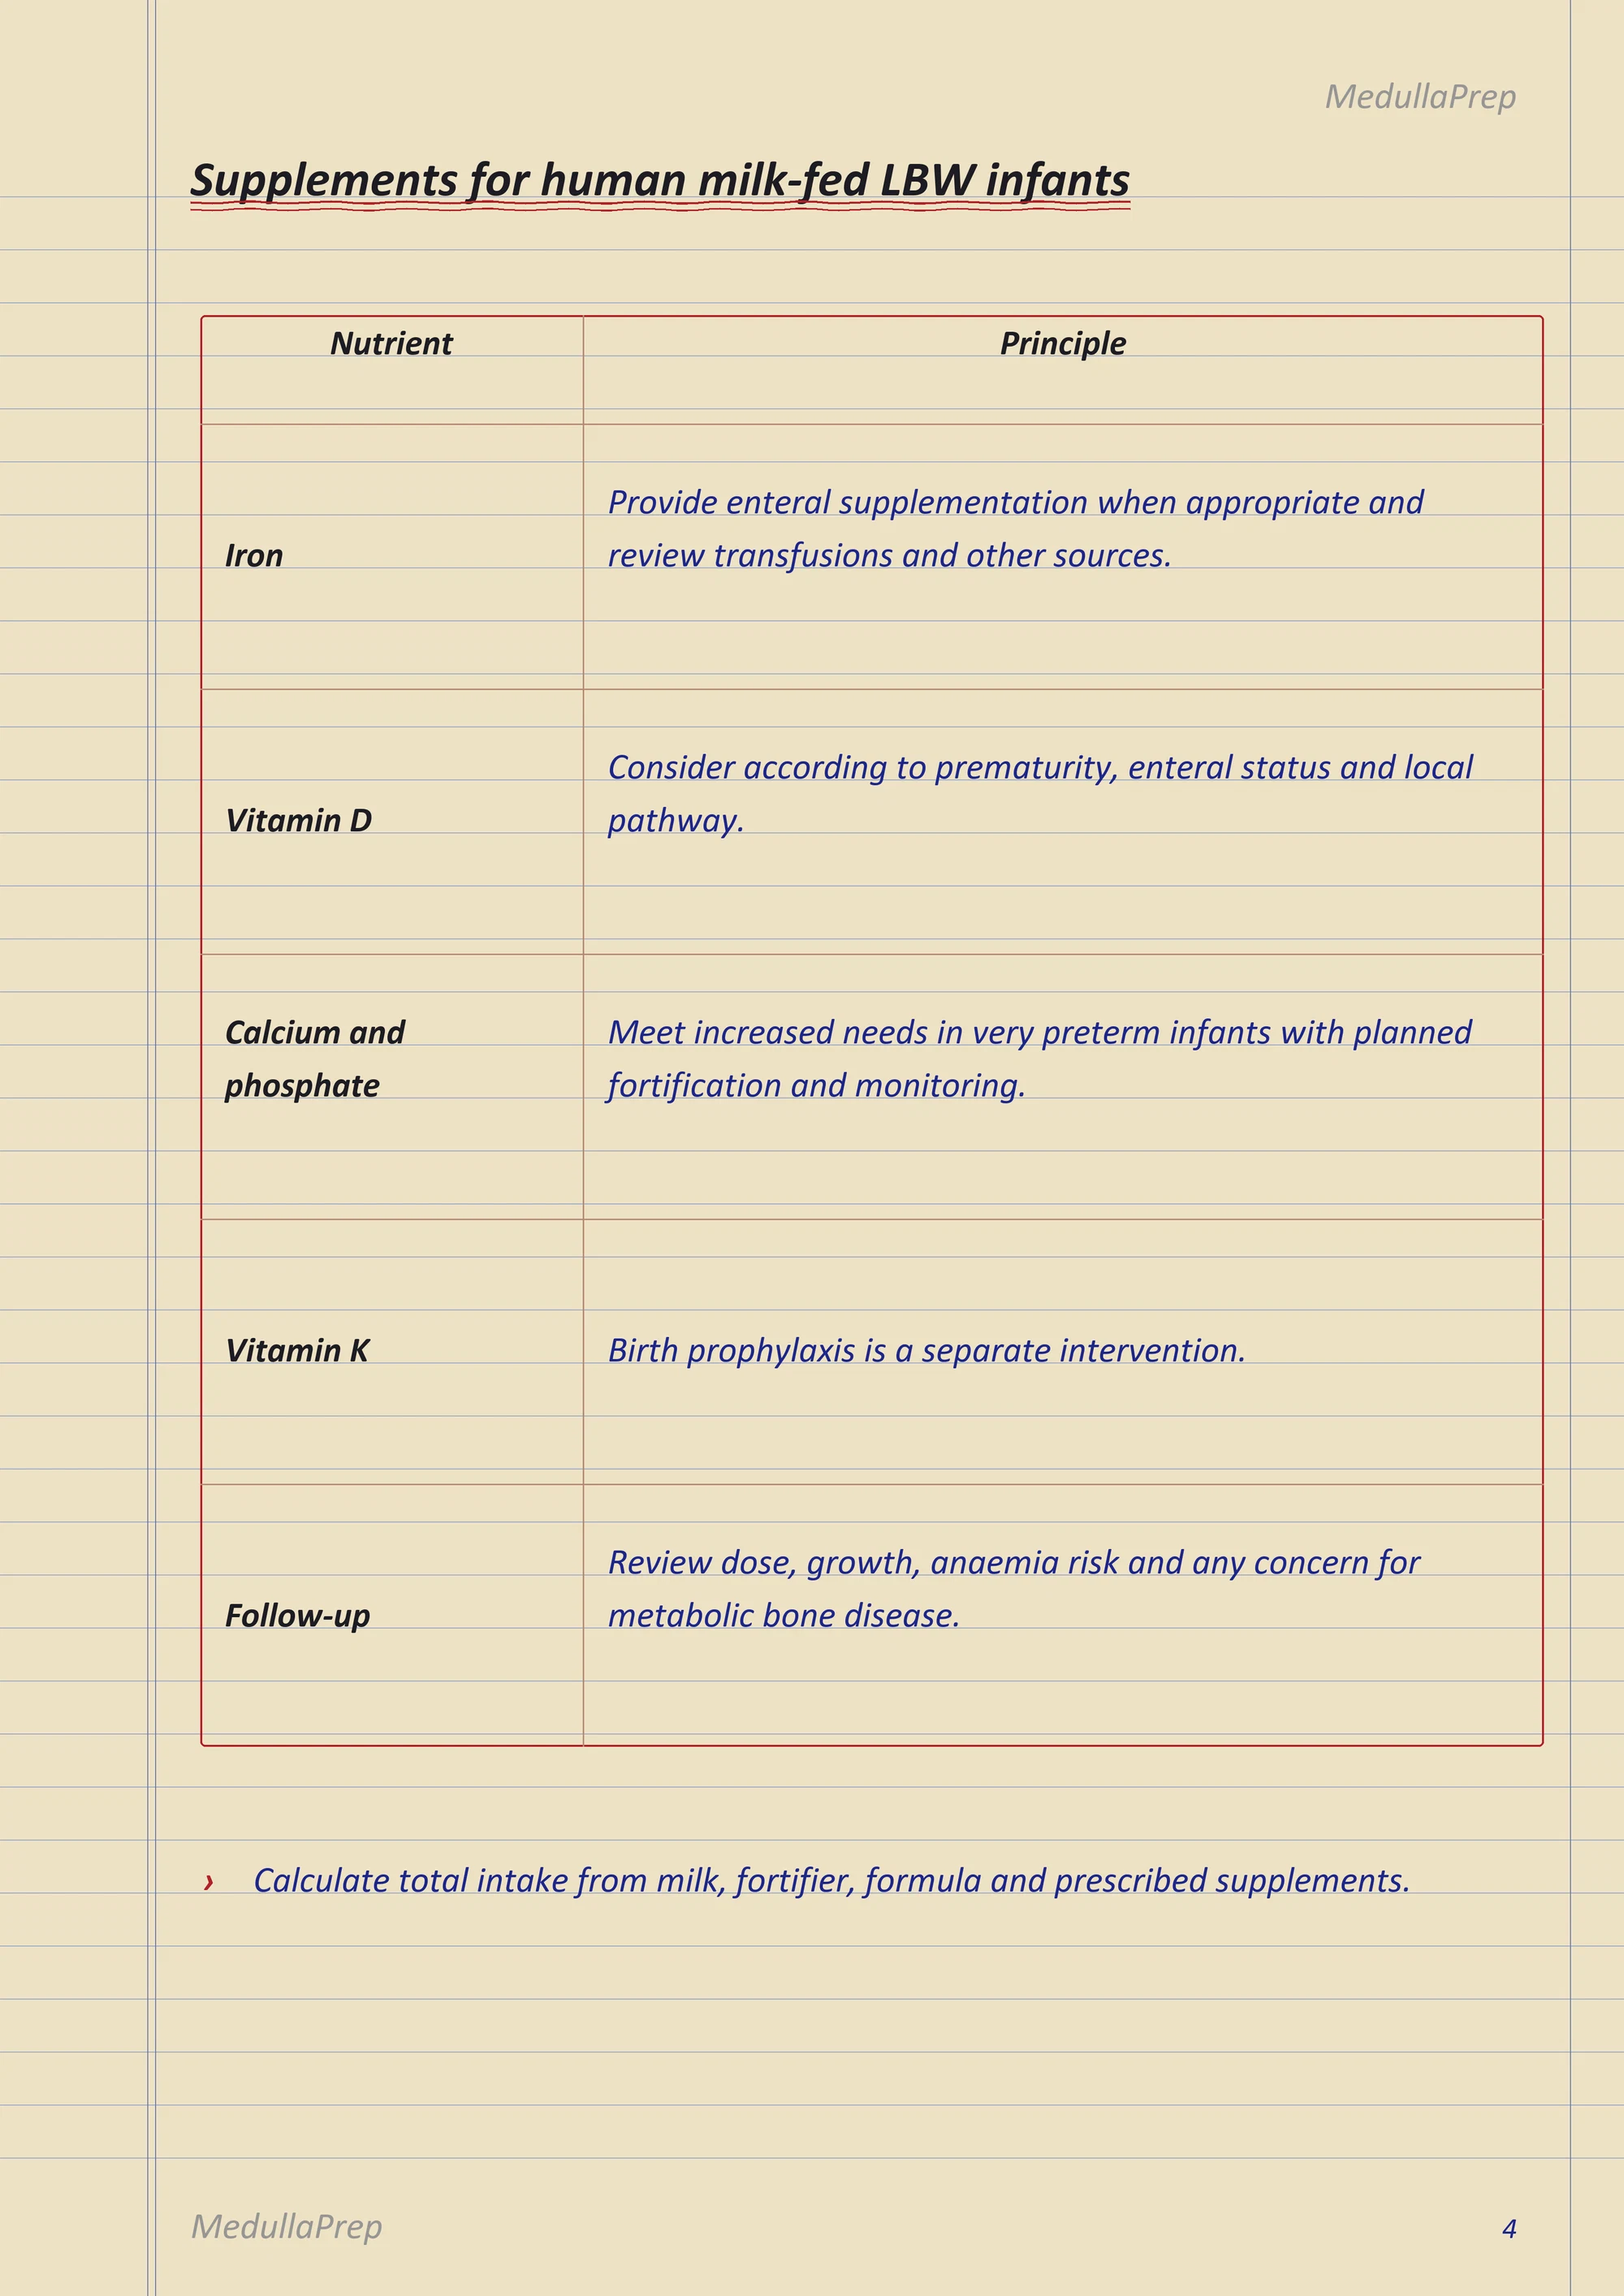 MedullaPrep
Supplements for human milk-fed LBW infants
Nutrient Principle
Iron
Provide enteral supplementation when appropriate and
review transfusions and other sources.
Vitamin D
Consider according to prematurity, enteral status and local
pathway.
Calcium and
phosphate
Meet increased needs in very preterm infants with planned
fortification and monitoring.
Vitamin K
Birth prophylaxis is a separate intervention.
Follow-up
Review dose, growth, anaemia risk and any concern for
metabolic bone disease.
› Calculate total intake from milk, fortifier, formula and prescribed supplements.
MedullaPrep
4